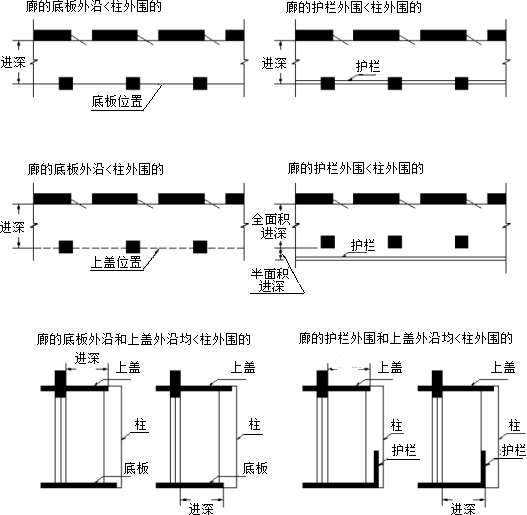 廊的底板外沿<柱外围的
廊的护栏外围<柱外围的
进深
底板位置
进深
护栏
廊的底板外沿<柱外围的
廊的护栏外围<柱外围的
进深
上盖位置
全面积
进深
护栏
半面积
进深
廊的底板外沿和上盖外沿均<柱外围的
廊的护栏外围和上盖外沿均<柱外围的
进深
上盖
柱
底板
上盖
柱
底板
进深
上盖
柱
护栏
上盖
柱
护栏
进深